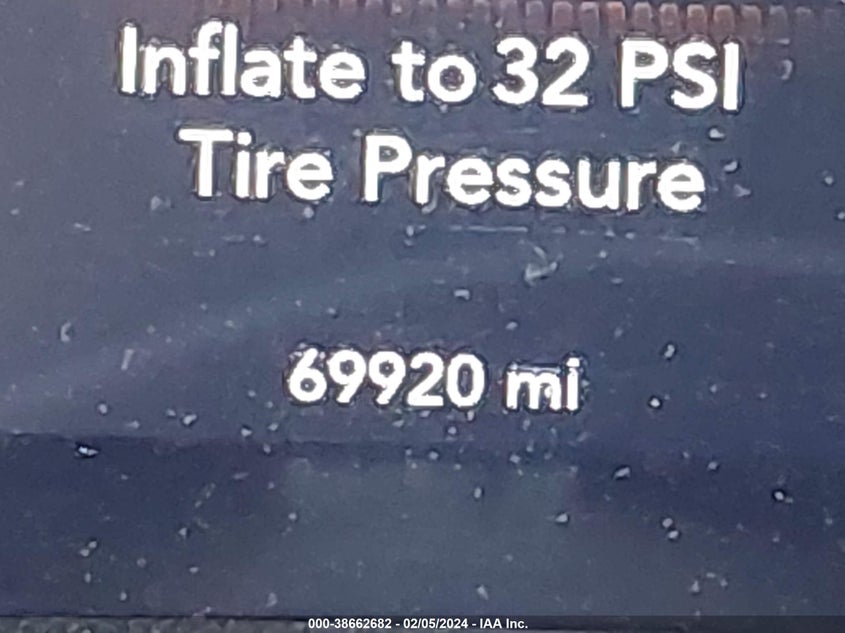 Inflate to 32 PSI
Tire Pressure
69920 mi
000-38662682 - 02/05/2024 - IAA Inc.